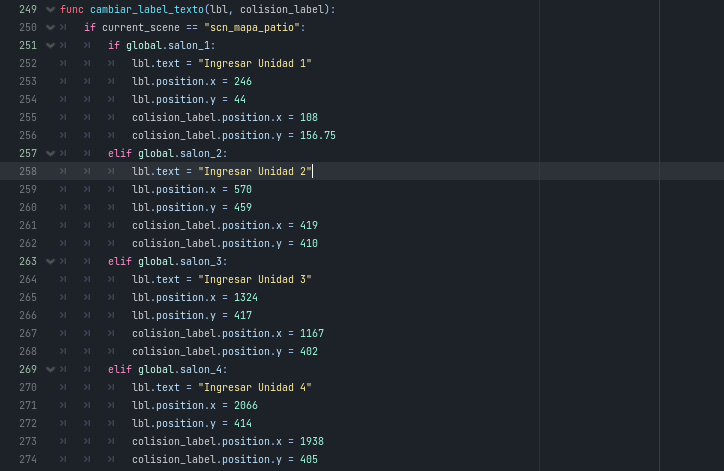 249 func cambiar_label_texto(lbl, colision_label):
250 if current_scene == "scn_mapa_patio":
251 if global.salon_1:
252 lbl.text = "Ingresar Unidad 1"
253 lbl.position.x = 246
254 lbl.position.y = 44
255 colision_label.position.x = 108
256 colision_label.position.y = 156.75
257 elif global.salon_2:
258 lbl.text = "Ingresar Unidad 2"
259 lbl.position.x = 570
260 lbl.position.y = 459
261 colision_label.position.x = 419
262 colision_label.position.y = 410
263 elif global.salon_3:
264 lbl.text = "Ingresar Unidad 3"
265 lbl.position.x = 1324
266 lbl.position.y = 417
267 colision_label.position.x = 1167
268 colision_label.position.y = 402
269 elif global.salon_4:
270 lbl.text = "Ingresar Unidad 4"
271 lbl.position.x = 2066
272 lbl.position.y = 414
273 colision_label.position.x = 1938
274 colision_label.position.y = 405